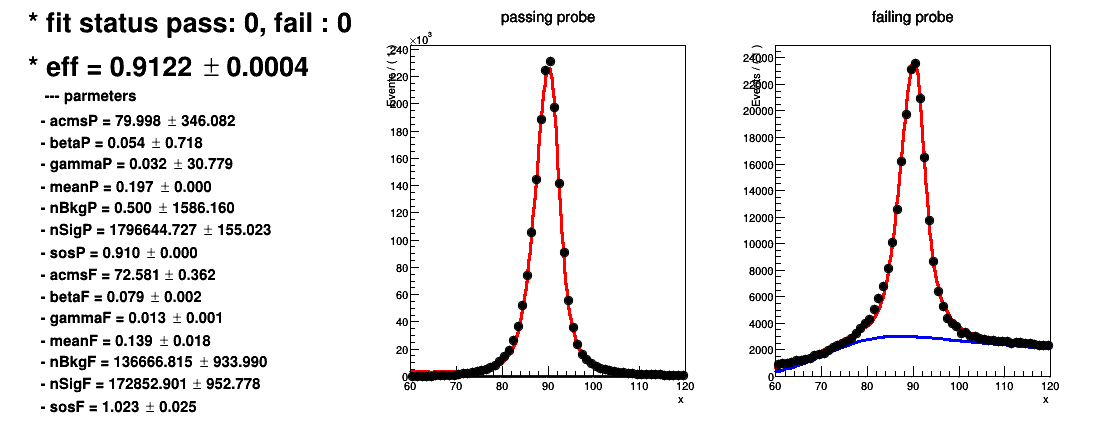 * fit status pass: 0, fail : 0
* eff = 0.9122 ± 0.0004
--- parmeters
- acmsP = 79.998 ± 346.082
- betaP = 0.054 ± 0.718
- gammaP = 0.032 ± 30.779
- meanP = 0.197 ± 0.000
- nBkgP = 0.500 ± 1586.160
- nSigP = 1796644.727 ± 155.023
- sosP = 0.910 ± 0.000
- acmsF = 72.581 ± 0.362
- betaF = 0.079 ± 0.002
- gammaF = 0.013 ± 0.001
- meanF = 0.139 ± 0.018
- nBkgF = 136666.815 ± 933.990
- nSigF = 172852.901 ± 952.778
- sosF = 1.023 ± 0.025
passing probe
×10³
Events / ( 1 )
240
220
200
180
160
140
120
100
80
60
40
20
0
60 70 80 90 100 110 120
x
failing probe
Events / ( 1 )
24000
22000
20000
18000
16000
14000
12000
10000
8000
6000
4000
2000
0
60 70 80 90 100 110 120
x